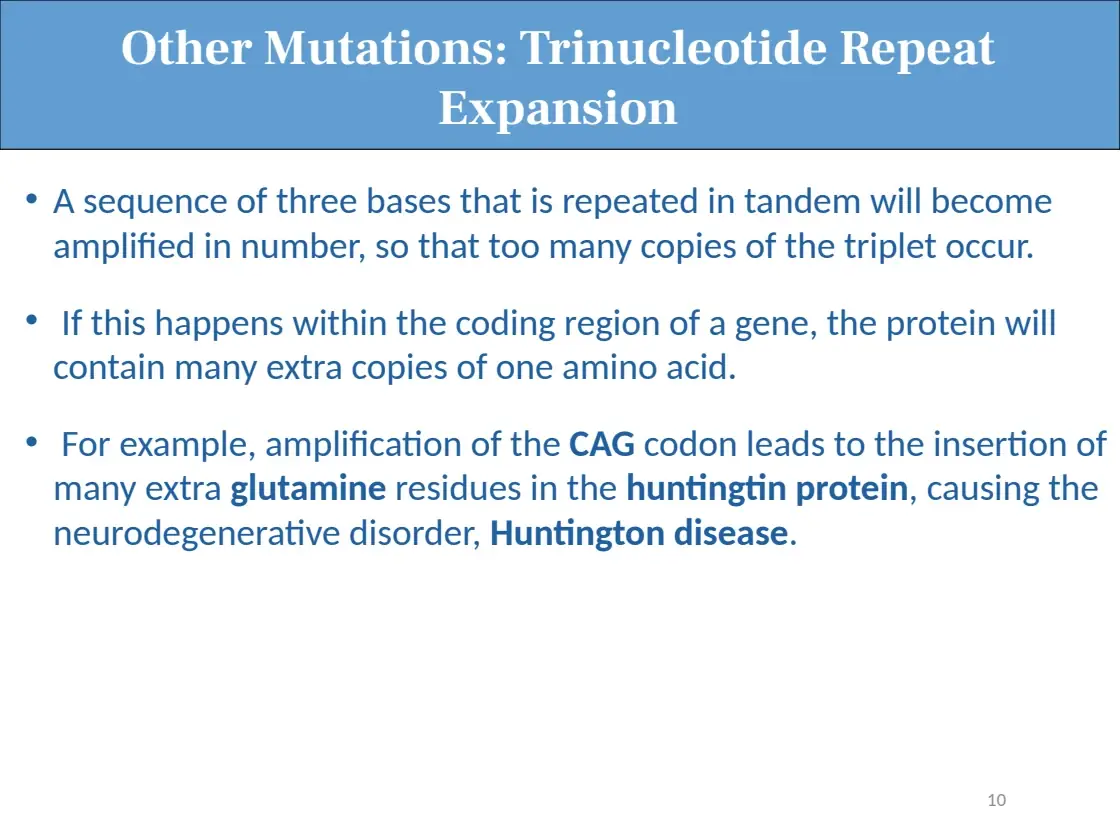 Other Mutations: Trinucleotide Repeat
Expansion
• A sequence of three bases that is repeated in tandem will become
amplified in number, so that too many copies of the triplet occur.
• If this happens within the coding region of a gene, the protein will
contain many extra copies of one amino acid.
• For example, amplification of the CAG codon leads to the insertion of
many extra glutamine residues in the huntingtin protein, causing the
neurodegenerative disorder, Huntington disease.
10